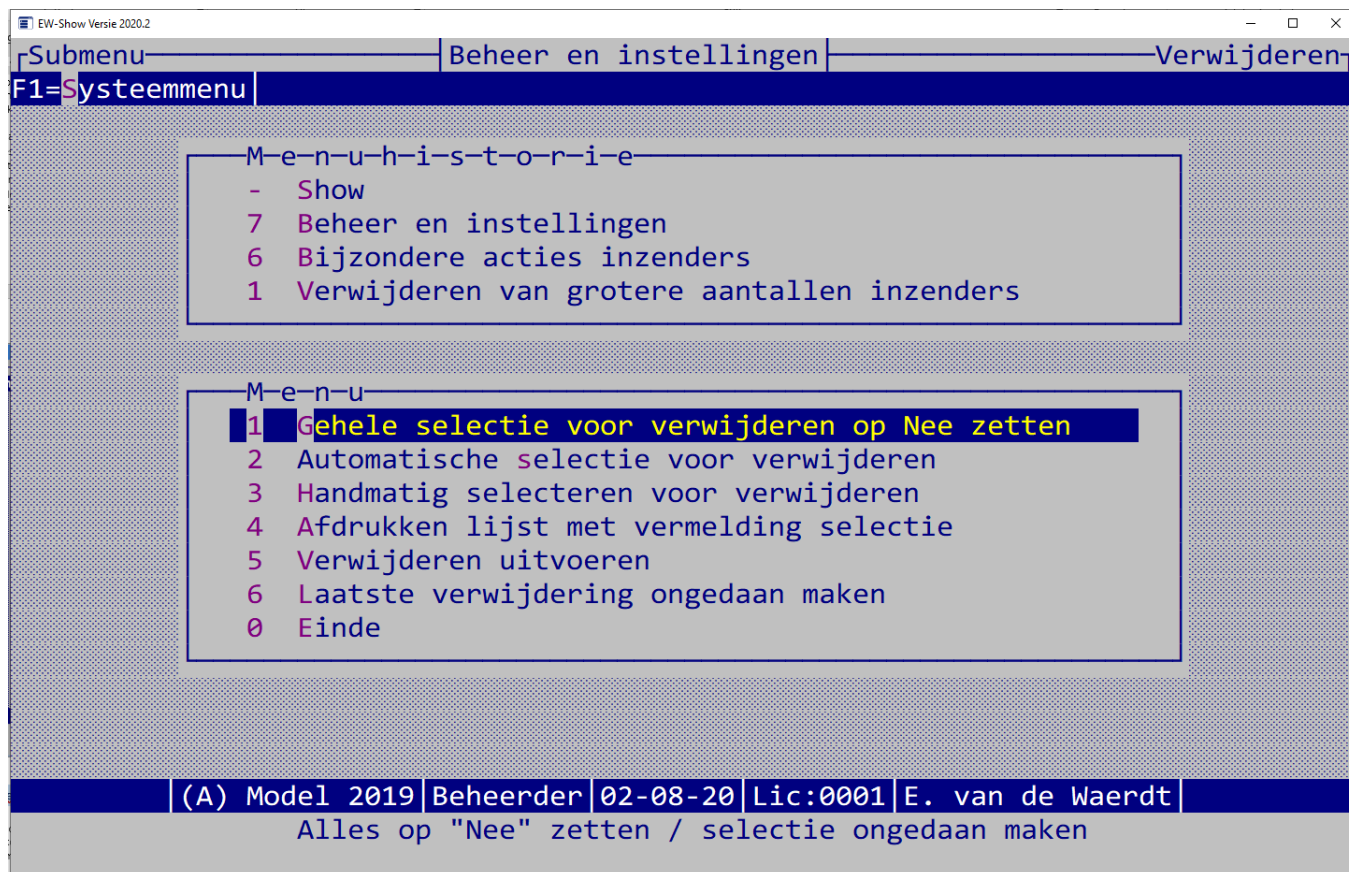 EW-Show Versie 2020.2
Submenu Beheer en instellingen Verwijderen
F1=Systeemmenu
M-e-n-u-h-i-s-t-o-r-i-e
- Show
7 Beheer en instellingen
6 Bijzondere acties inzenders
1 Verwijderen van grotere aantallen inzenders
M-e-n-u
1 Gehele selectie voor verwijderen op Nee zetten
2 Automatische selectie voor verwijderen
3 Handmatig selecteren voor verwijderen
4 Afdrukken lijst met vermelding selectie
5 Verwijderen uitvoeren
6 Laatste verwijdering ongedaan maken
0 Einde
(A) Model 2019|Beheerder|02-08-20|Lic:0001|E. van de Waerdt
Alles op "Nee" zetten / selectie ongedaan maken